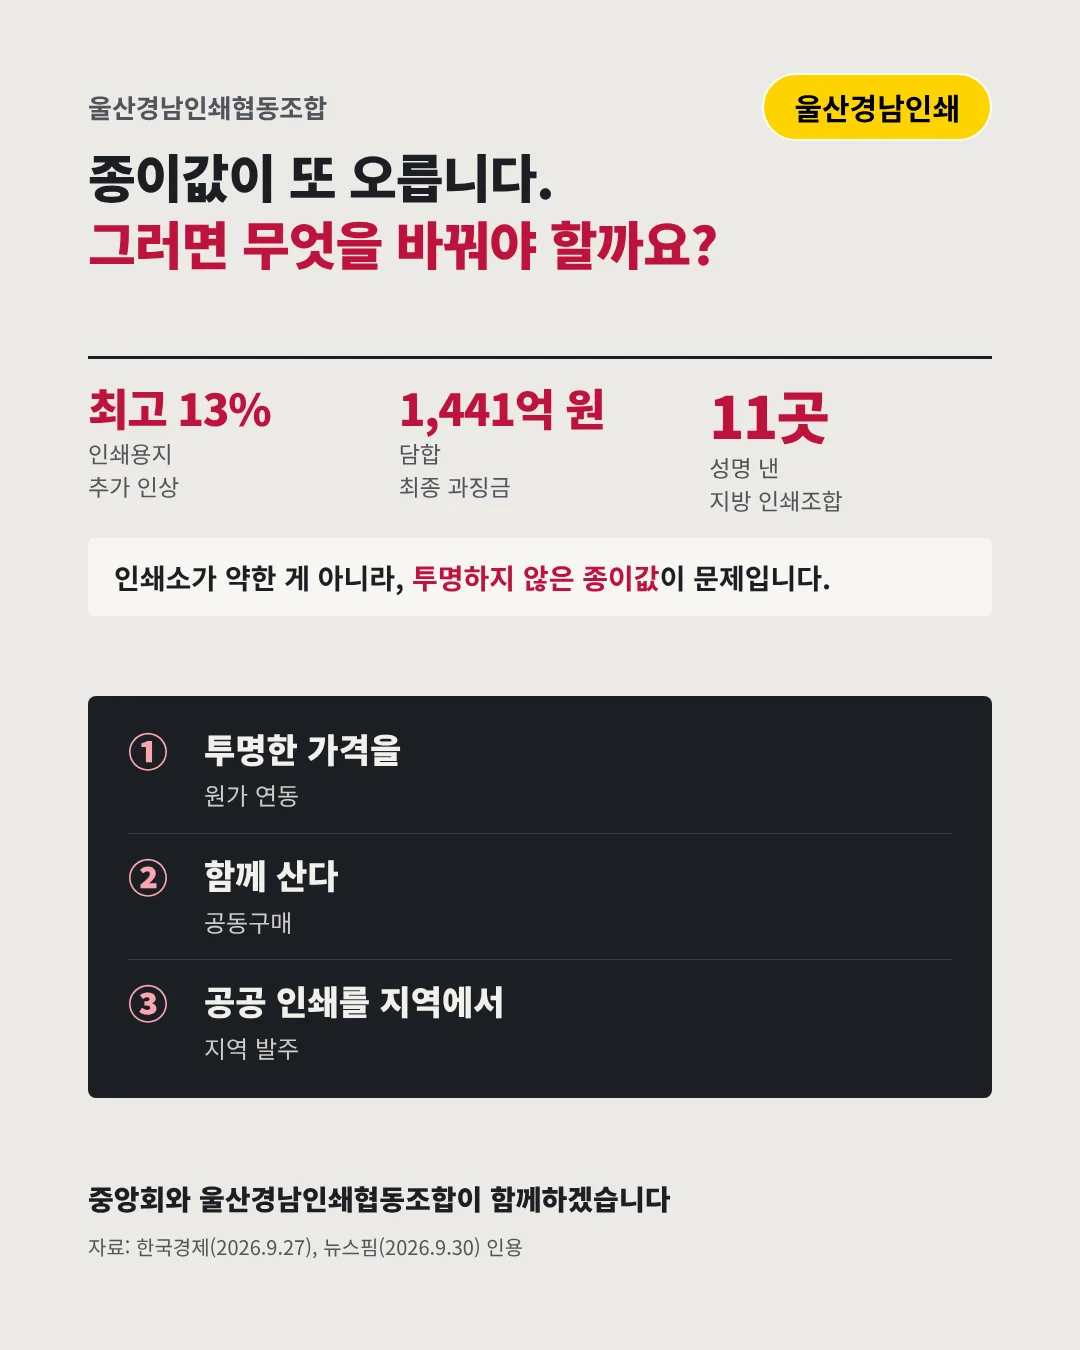 울산경남인쇄협동조합
울산경남인쇄
종이값이 또 오릅니다.
그러면 무엇을 바꿔야 할까요?
최고 13%
인쇄용지
추가 인상
1,441억 원
담합
최종 과징금
11곳
성명 낸
지방 인쇄조합
인쇄소가 약한 게 아니라, 투명하지 않은 종이값이 문제입니다.
① 투명한 가격을
원가 연동
② 함께 산다
공동구매
③ 공공 인쇄를 지역에서
지역 발주
중앙회와 울산경남인쇄협동조합이 함께하겠습니다
자료: 한국경제(2026.9.27), 뉴스핌(2026.9.30) 인용